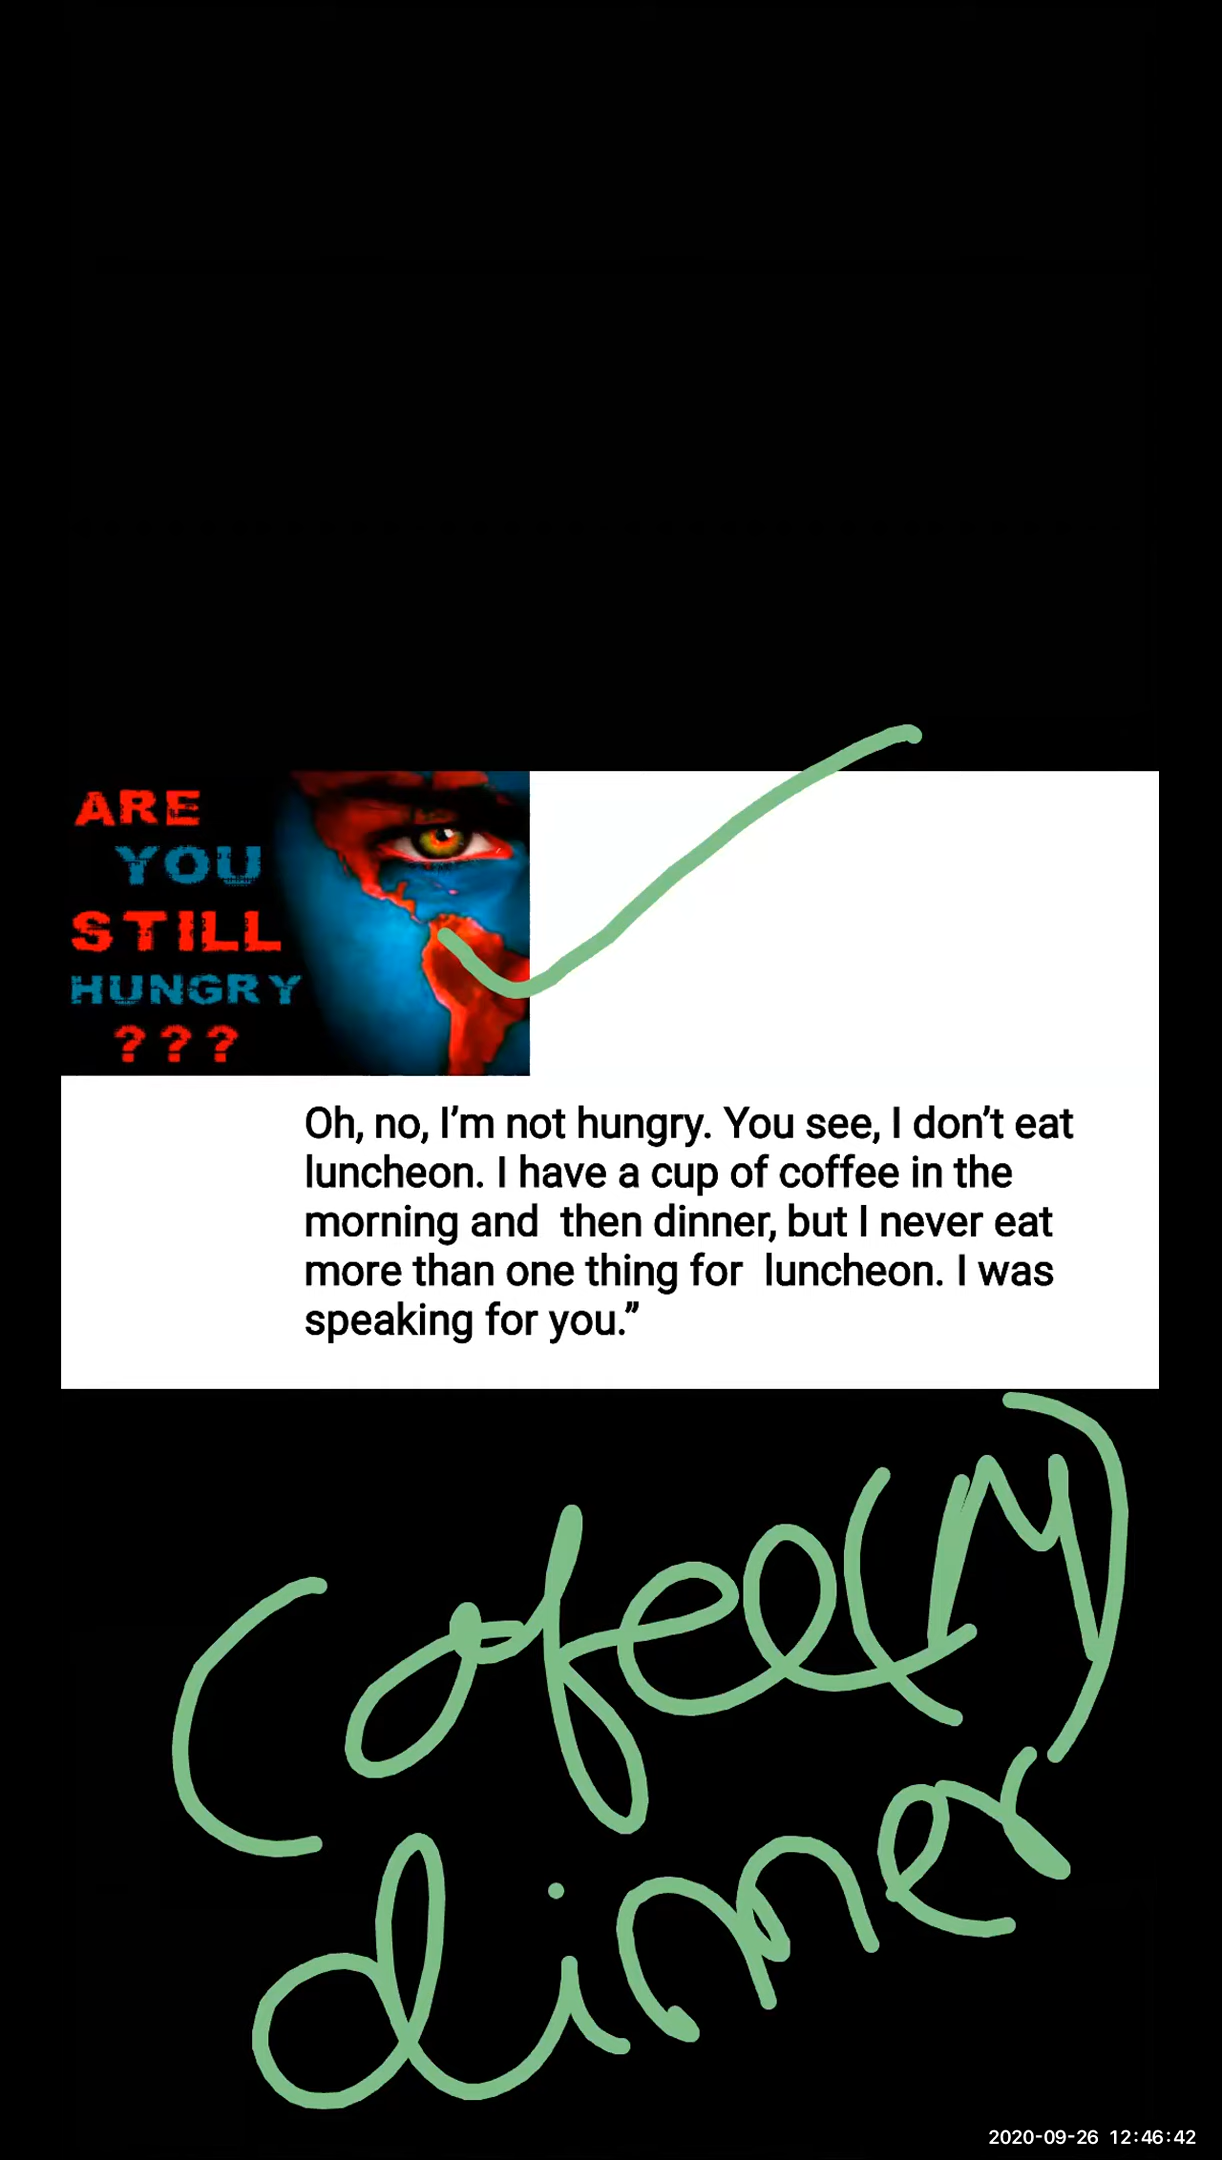 ARE
YOU
STILL
HUNGRY
???
Oh, no, I’m not hungry. You see, I don’t eat
luncheon. I have a cup of coffee in the
morning and then dinner, but I never eat
more than one thing for luncheon. I was
speaking for you.”
Cofee(M)
dinner
2020-09-26 12:46:42